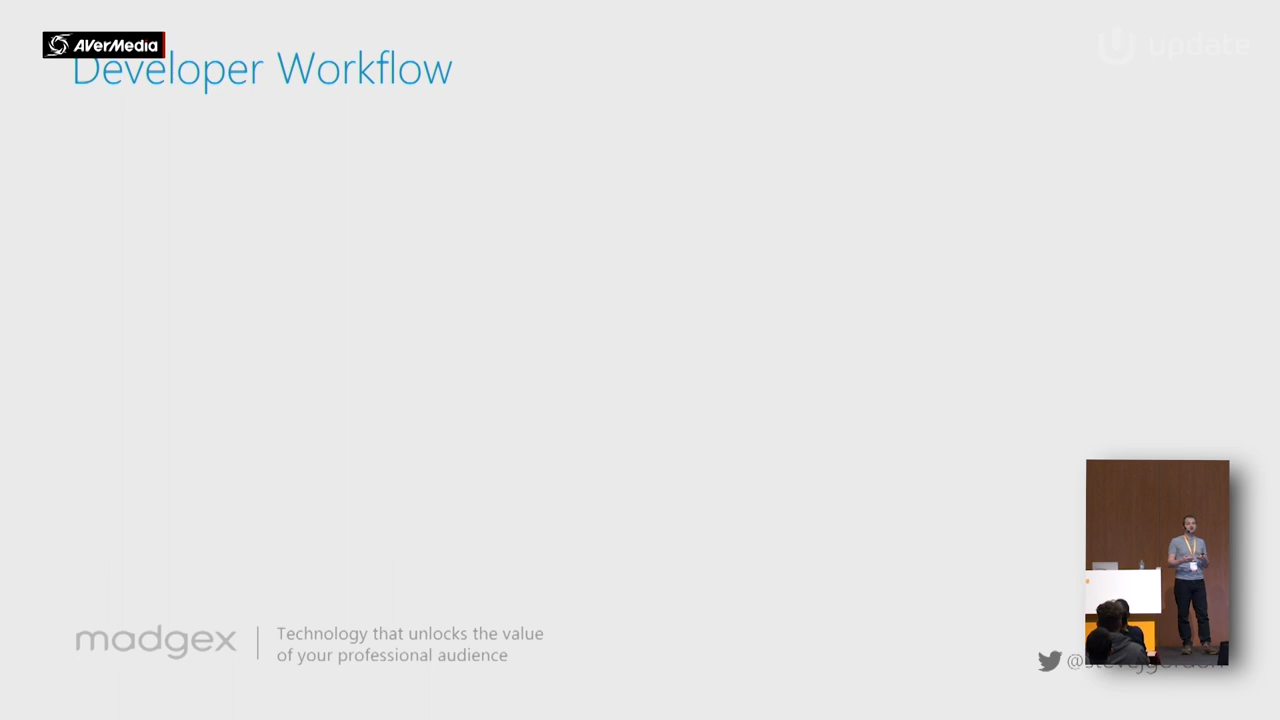 AVerMedia
Developer Workflow
update
madgex
Technology that unlocks the value
of your professional audience